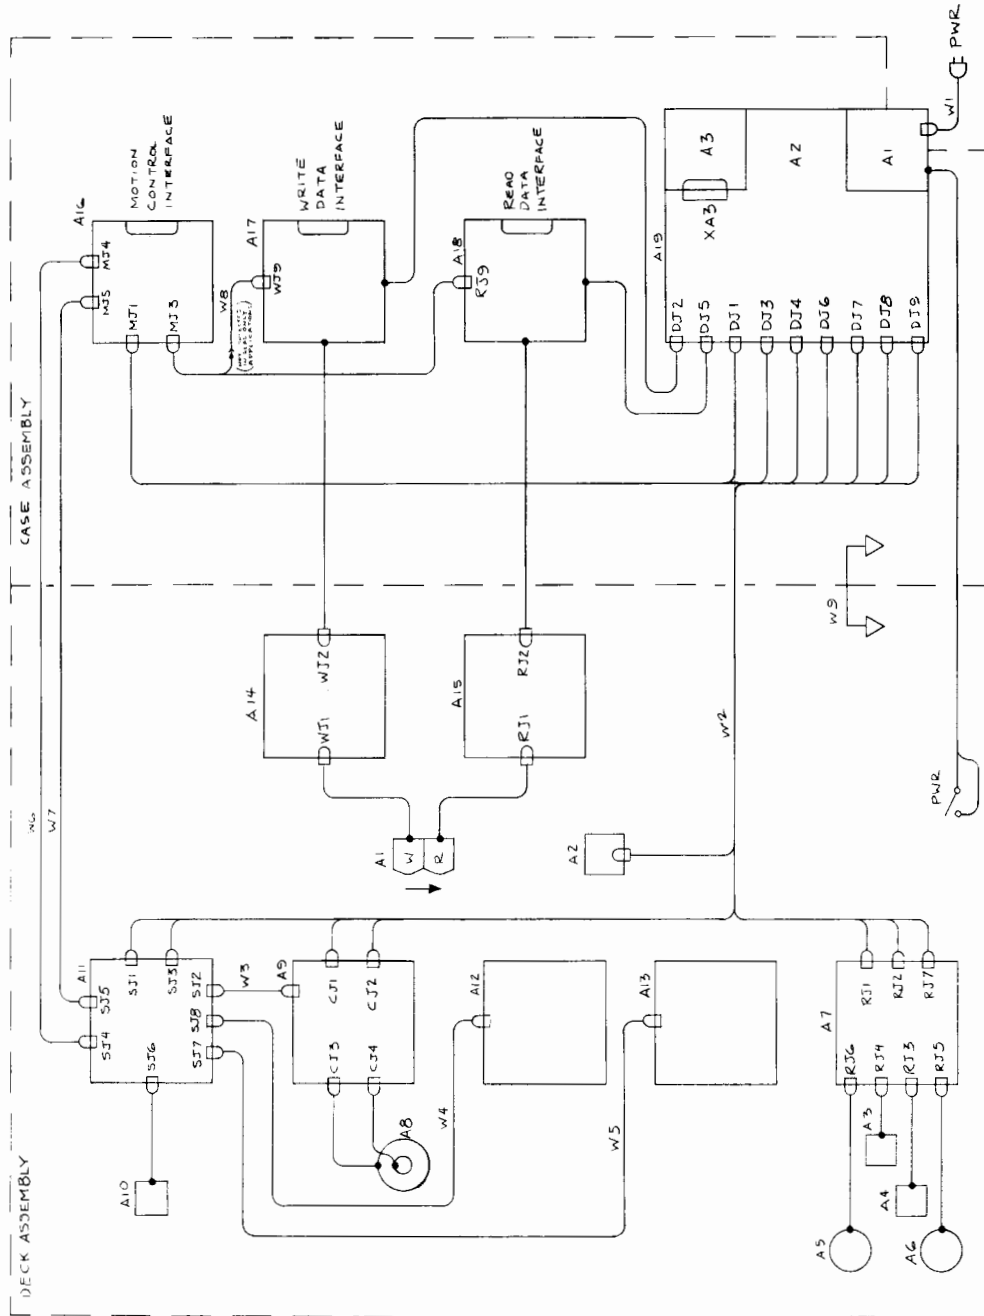 CASE ASSEMBLY
A16
MOTION
CONTROL
INTERFACE
MJ4
MJ5
MJ1
MJ3
W8
A17
WRITE
DATA
INTERFACE
WJ9
A18
READ
DATA
INTERFACE
RJ9
A19
XA3
A3
A2
A1
DJ2
DJ5
DJ1
DJ3
DJ4
DJ6
DJ7
DJ8
DJ9
W1
PWR
W6
W7
A14
WJ2
WJ1
A15
RJ2
RJ1
W9
W2
PWR
A1
W
R
A2
DECK ASSEMBLY
A11
SJ4
SJ5
SJ1
SJ3
SJ2
SJ8
SJ7
SJ6
W3
A9
CJ1
CJ2
CJ3
CJ4
A12
A13
W4
W5
A10
A8
A7
RJ1
RJ2
RJ7
RJ6
RJ4
RJ3
RJ5
A3
A4
A5
A6